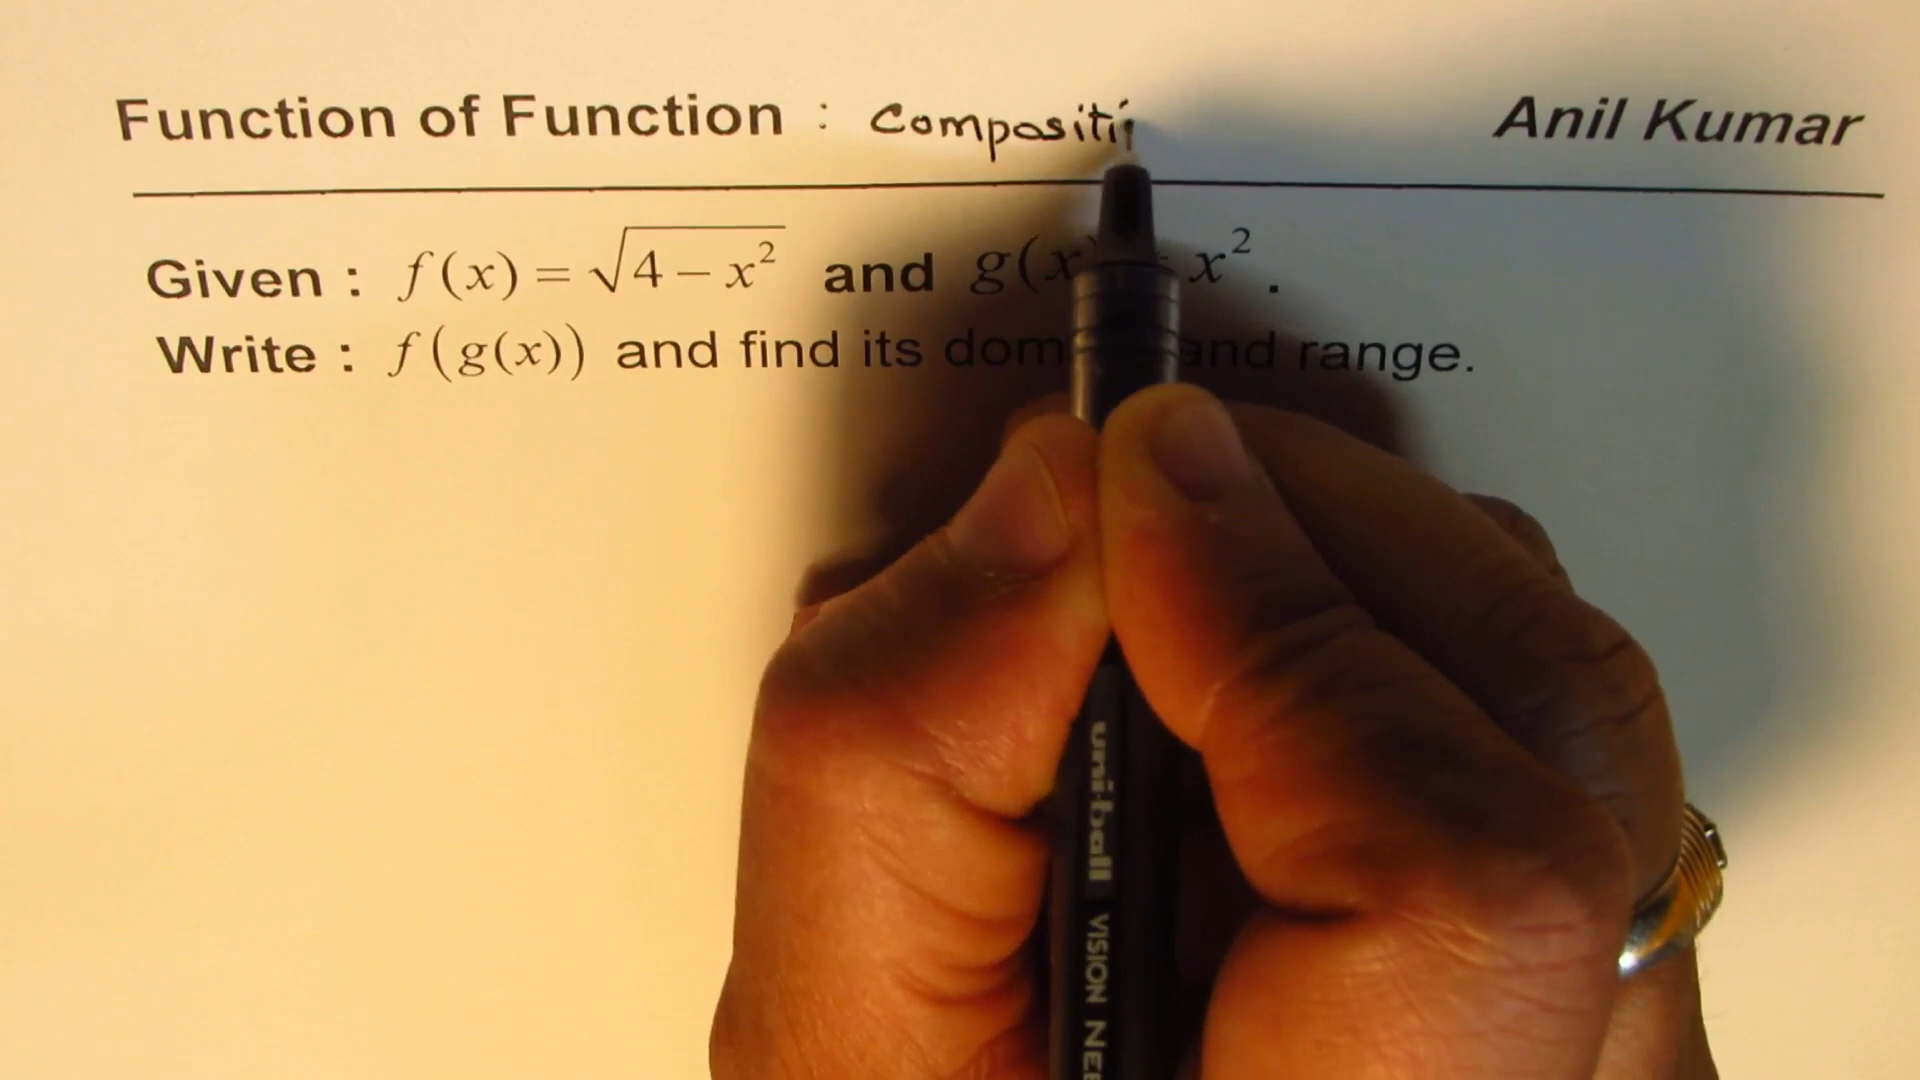 Function of Function : Compositi Anil Kumar
Given : f(x) = √(4 − x²) and g(x) x² .
Write : f(g(x)) and find its and range.
uni-ball VISION